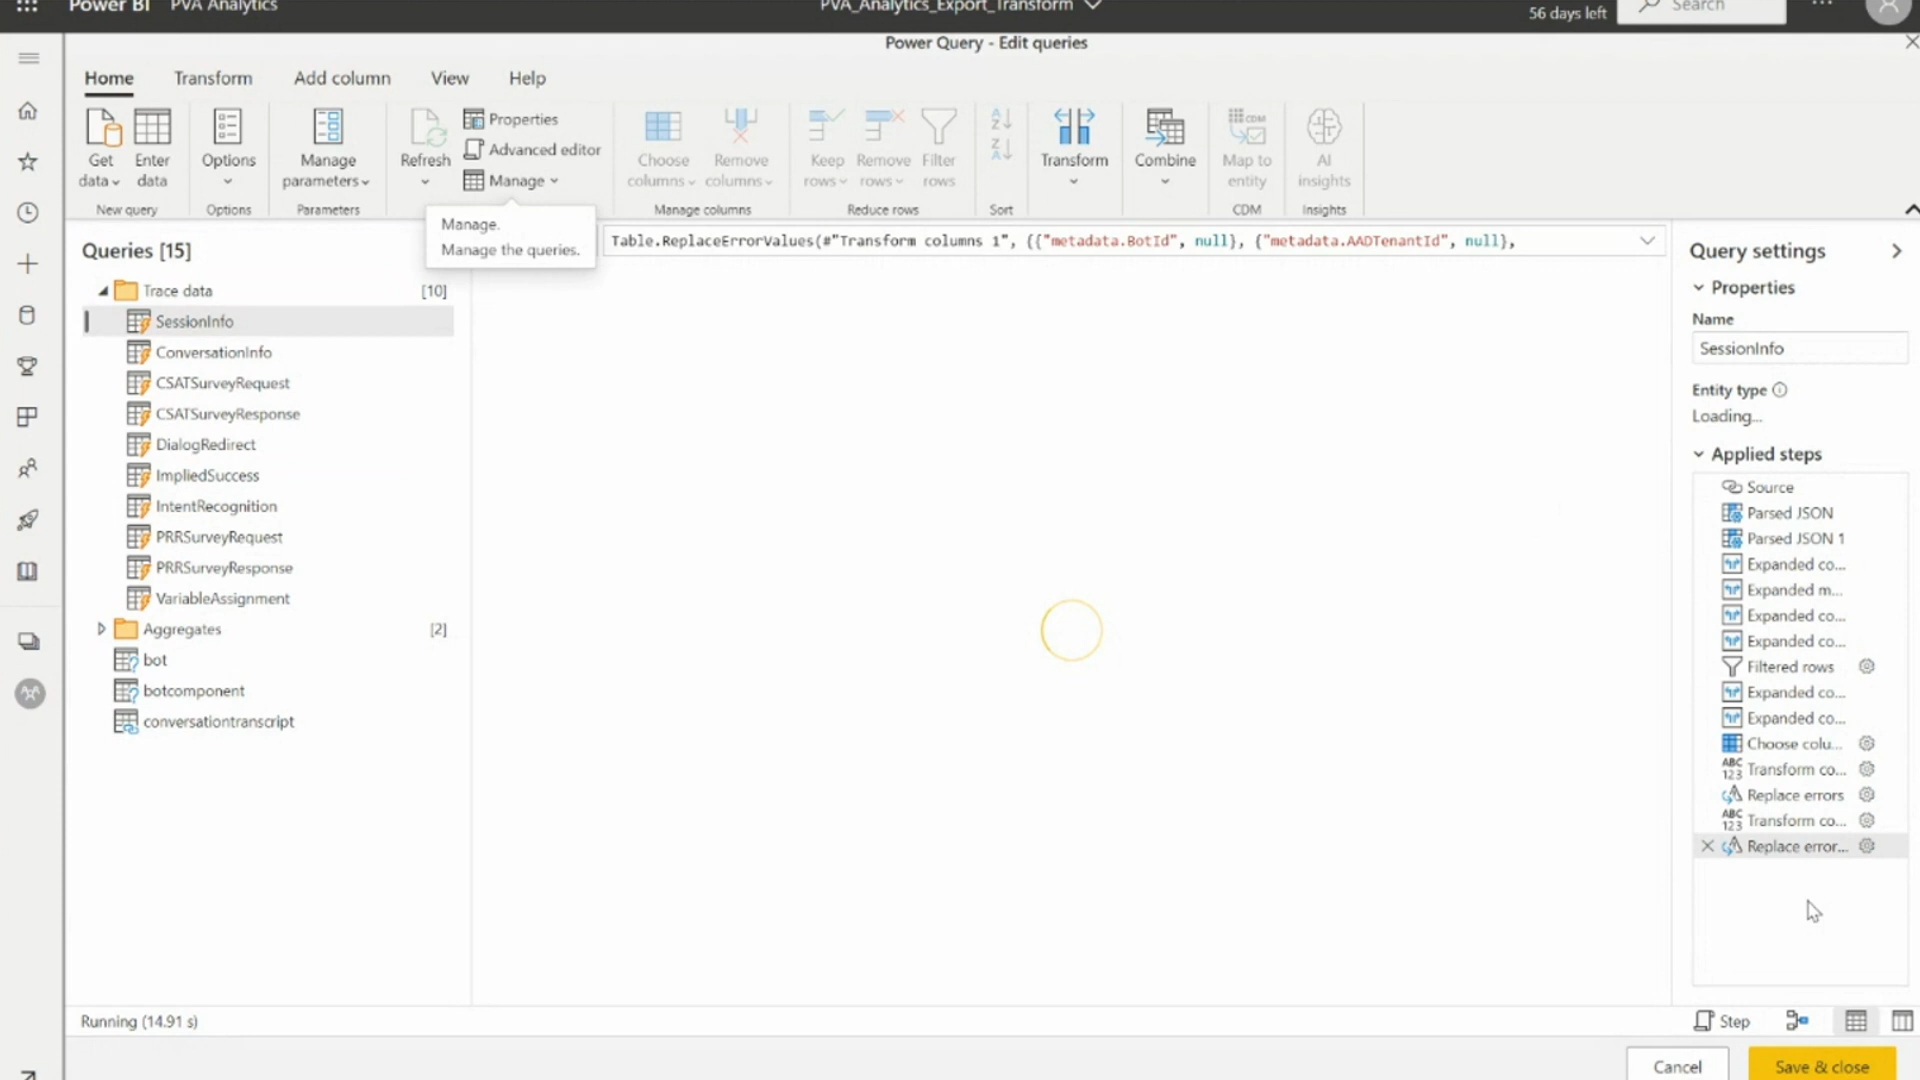 Power BI PVA Analytics
PVA_Analytics_Export_Transform
56 days left
Search
Power Query - Edit queries
Home
Transform
Add column
View
Help
Get data
Enter data
New query
Options
Options
Manage parameters
Parameters
Refresh
Properties
Advanced editor
Manage
Choose columns
Remove columns
Manage columns
Keep rows
Remove rows
Filter rows
Reduce rows
A Z
Z A
Sort
Transform
Combine
CDM
Map to entity
CDM
AI insights
Insights
Manage.
Manage the queries.
Table.ReplaceErrorValues(#"Transform columns 1", {{"metadata.BotId", null}, {"metadata.AADTenantId", null},
Queries [15]
Trace data [10]
SessionInfo
ConversationInfo
CSATSurveyRequest
CSATSurveyResponse
DialogRedirect
ImpliedSuccess
IntentRecognition
PRRSurveyRequest
PRRSurveyResponse
VariableAssignment
Aggregates [2]
bot
botcomponent
conversationtranscript
Query settings
Properties
Name
SessionInfo
Entity type
Loading...
Applied steps
Source
Parsed JSON
Parsed JSON 1
Expanded co...
Expanded m...
Expanded co...
Expanded co...
Filtered rows
Expanded co...
Expanded co...
Choose colu...
ABC 123 Transform co...
Replace errors
ABC 123 Transform co...
Replace error...
Running (14.91 s)
Step
Cancel
Save & close